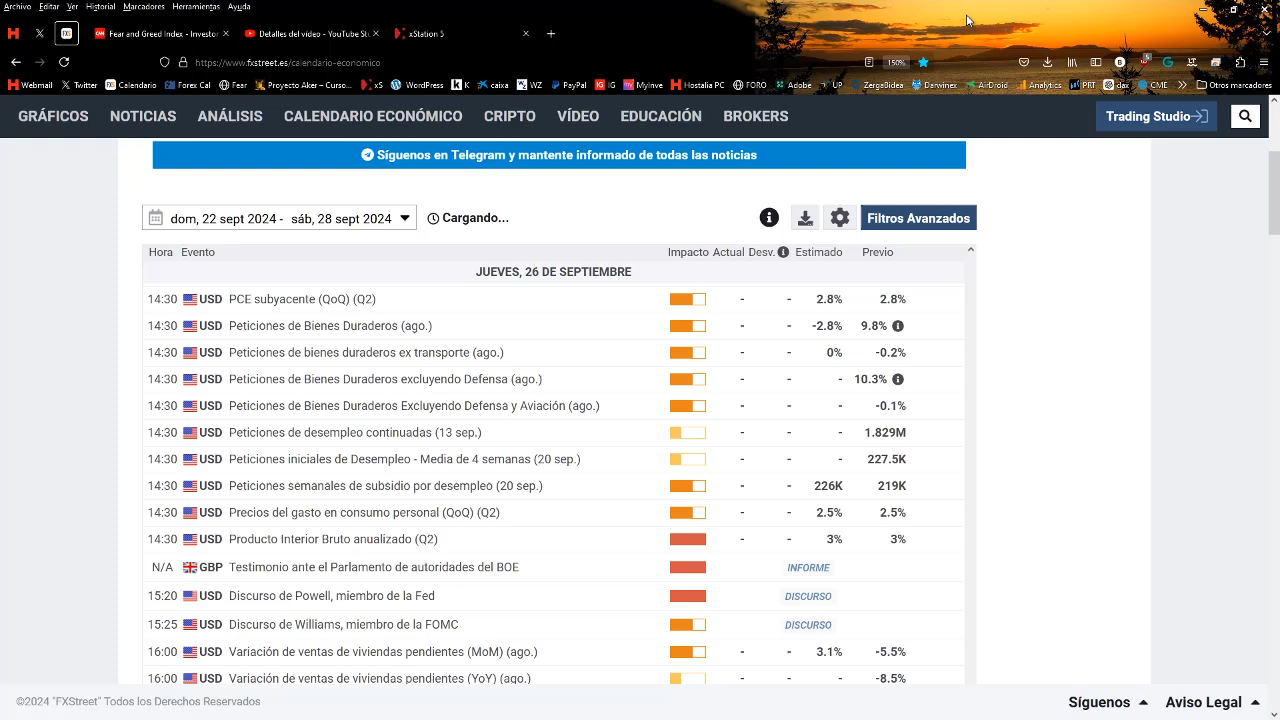 Archivo Editar Ver Historial Marcadores Herramientas Ayuda
Fear and Greed Index - Investor
Detalles del vídeo - YouTube St
xStation 5
https://www.fxstreet.es/calendario-economico
150%
Webmail Twitter Calendario Forex Cal Fear Proyecto Aker – Curso... WordPress K caixa WZ PayPal IG MyInve Hostalia PC FORO Adobe UP ZergaBidea Darwinex AirDroid Analytics PRT dax CME Otros marcadores
GRÁFICOS NOTICIAS ANÁLISIS CALENDARIO ECONÓMICO CRIPTO VÍDEO EDUCACIÓN BROKERS Trading Studio
Síguenos en Telegram y mantente informado de todas las noticias
dom, 22 sept 2024 - sáb, 28 sept 2024 Cargando... Filtros Avanzados
Hora Evento Impacto Actual Desv. Estimado Previo
JUEVES, 26 DE SEPTIEMBRE
14:30 USD PCE subyacente (QoQ) (Q2) - - 2.8% 2.8%
14:30 USD Peticiones de Bienes Duraderos (ago.) - - -2.8% 9.8%
14:30 USD Peticiones de bienes duraderos ex transporte (ago.) - - 0% -0.2%
14:30 USD Peticiones de Bienes Duraderos excluyendo Defensa (ago.) - - - 10.3%
14:30 USD Peticiones de Bienes Duraderos Excluyendo Defensa y Aviación (ago.) - - - -0.1%
14:30 USD Peticiones de desempleo continuadas (13 sep.) - - - 1.829M
14:30 USD Peticiones iniciales de Desempleo - Media de 4 semanas (20 sep.) - - - 227.5K
14:30 USD Peticiones semanales de subsidio por desempleo (20 sep.) - - 226K 219K
14:30 USD Precios del gasto en consumo personal (QoQ) (Q2) - - 2.5% 2.5%
14:30 USD Producto Interior Bruto anualizado (Q2) - - 3% 3%
N/A GBP Testimonio ante el Parlamento de autoridades del BOE INFORME
15:20 USD Discurso de Powell, miembro de la Fed DISCURSO
15:25 USD Discurso de Williams, miembro de la FOMC DISCURSO
16:00 USD Variación de ventas de viviendas pendientes (MoM) (ago.) - - 3.1% -5.5%
16:00 USD Variación de ventas de viviendas pendientes (YoY) (ago.) - - - -8.5%
©2024 "FXStreet" Todos los Derechos Reservados Síguenos Aviso Legal